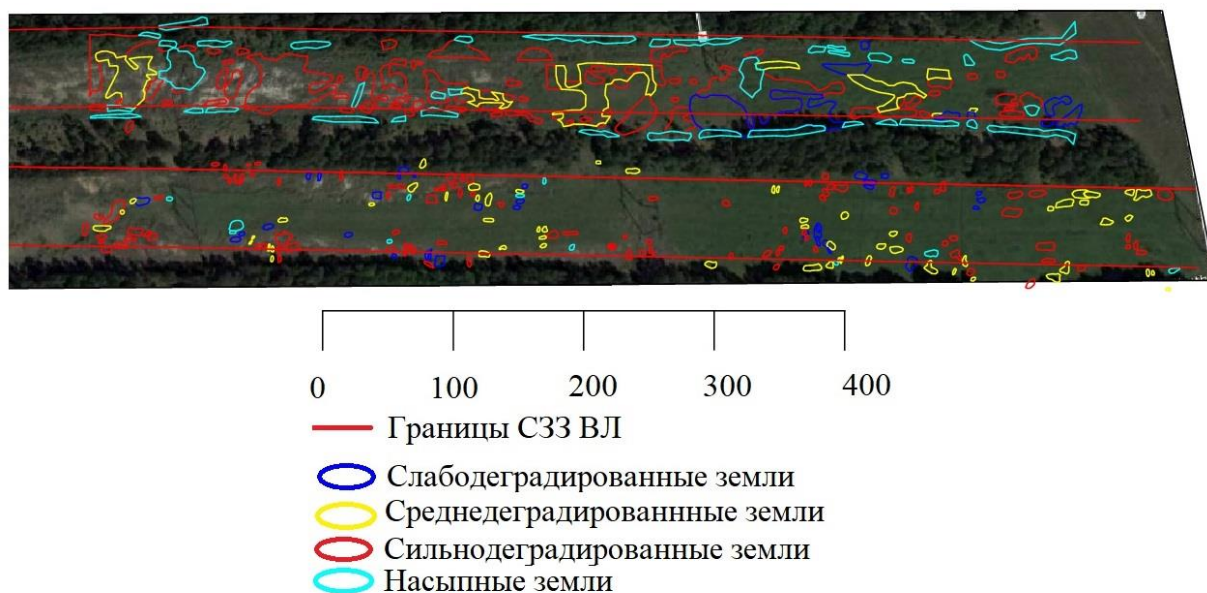 0 100 200 300 400
Границы СЗЗ ВЛ
Слабодеградированные земли
Среднедеградированнные земли
Сильнодеградированные земли
Насыпные земли